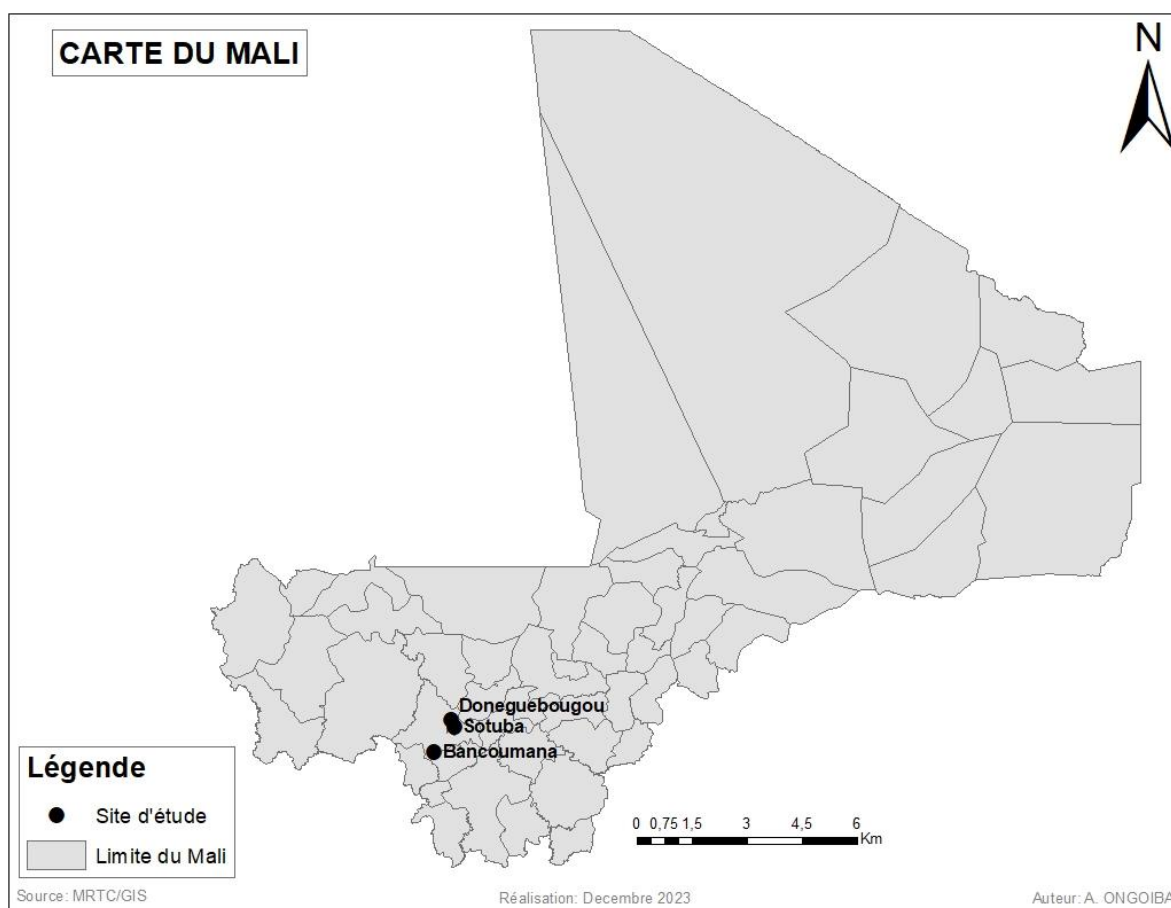 CARTE DU MALI
N
Doneguebougou
Sotuba
Bancoumana
Légende
Site d'étude
Limite du Mali
0 0,75 1,5 3 4,5 6
Km
Source: MRTC/GIS
Réalisation: Decembre 2023
Auteur: A. ONGOIBA